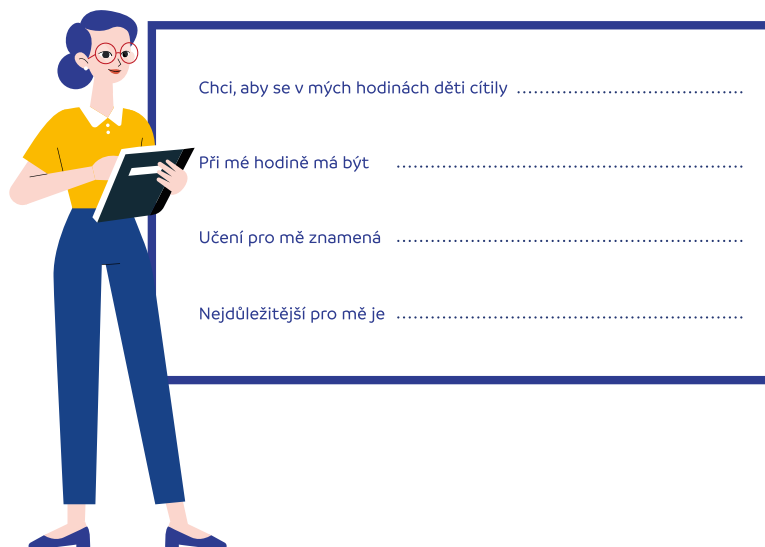 Chci, aby se v mých hodinách děti cítily ........................................
Při mé hodině má být .............................................................
Učení pro mě znamená .............................................................
Nejdůležitější pro mě je .............................................................